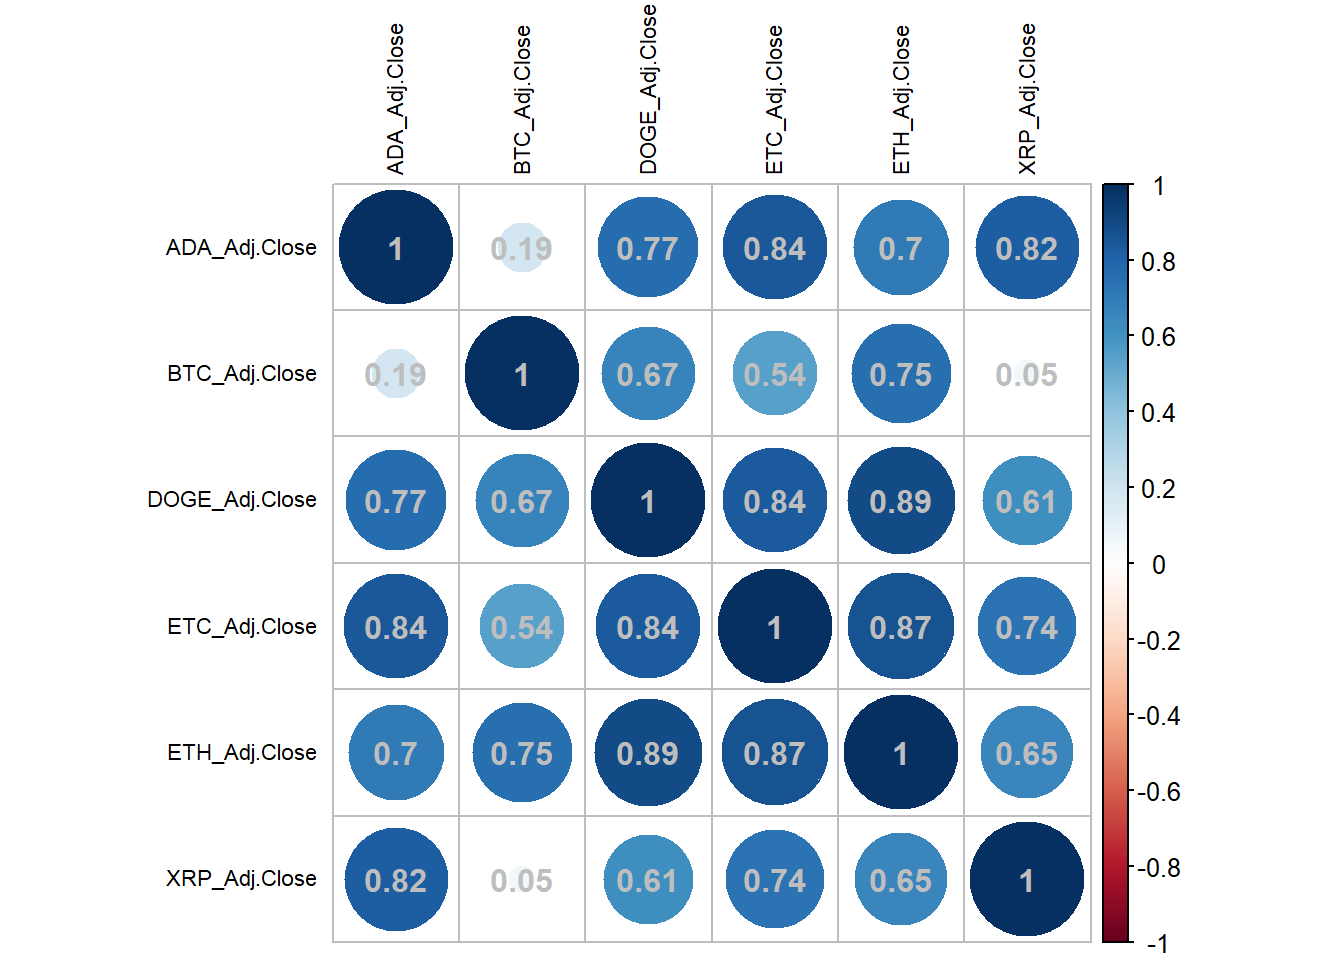 ADA_Adj.Close
BTC_Adj.Close
DOGE_Adj.Close
ETC_Adj.Close
ETH_Adj.Close
XRP_Adj.Close
ADA_Adj.Close 1 0.19 0.77 0.84 0.7 0.82
BTC_Adj.Close 0.19 1 0.67 0.54 0.75 0.05
DOGE_Adj.Close 0.77 0.67 1 0.84 0.89 0.61
ETC_Adj.Close 0.84 0.54 0.84 1 0.87 0.74
ETH_Adj.Close 0.7 0.75 0.89 0.87 1 0.65
XRP_Adj.Close 0.82 0.05 0.61 0.74 0.65 1
1
0.8
0.6
0.4
0.2
0
-0.2
-0.4
-0.6
-0.8
-1